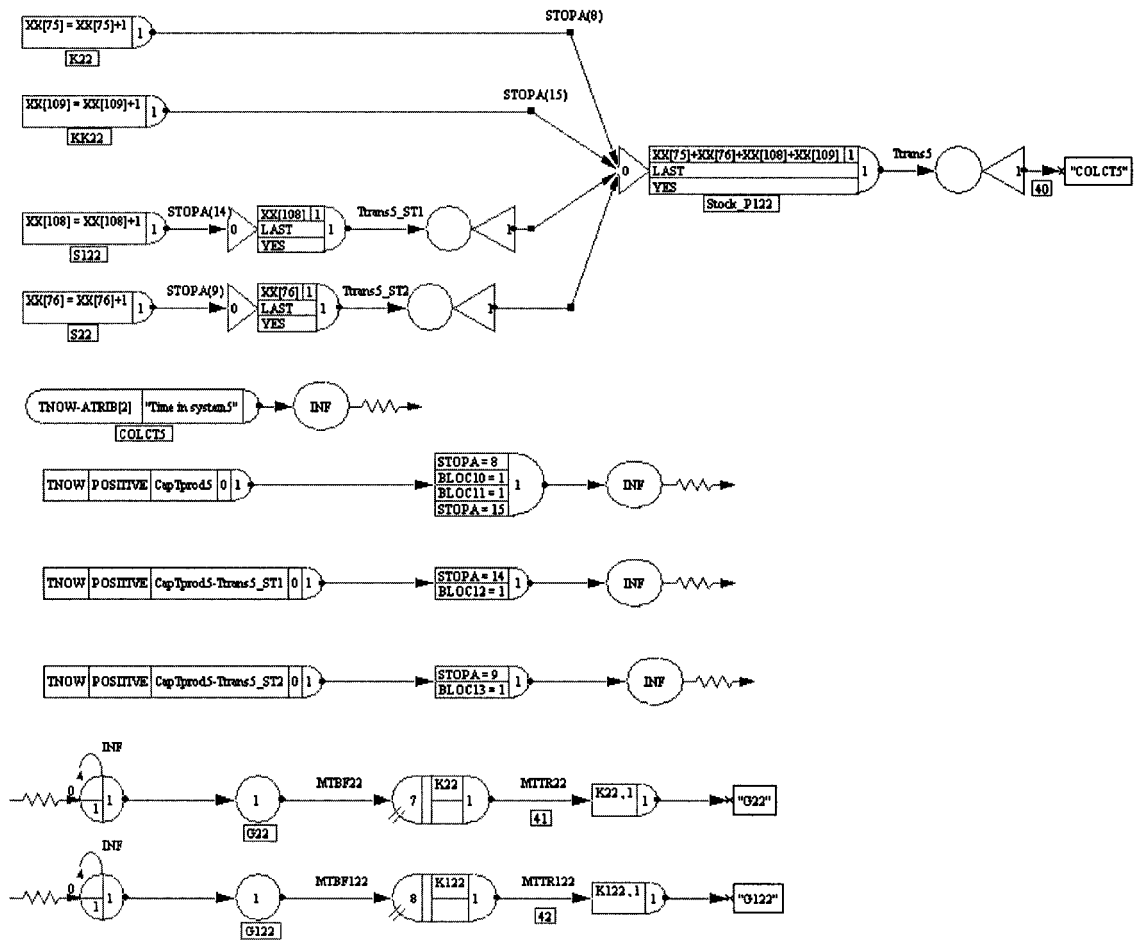 STOPA(8)
XX[75] = XX[75]+1 1
K22
STOPA(15)
XX[109] = XX[109]+1 1
KK22
0 XX[75]+XX[76]+XX[108]+XX[109] 1
LAST 1
YES
Stock_P122
Ttrans5
1
40
"COLCT5"
XX[108] = XX[108]+1 1
S122
STOPA(14)
0 XX[108] 1
LAST 1
YES
Ttrans5_ST1
1
XX[76] = XX[76]+1 1
S22
STOPA(9)
0 XX[76] 1
LAST 1
YES
Ttrans5_ST2
1
TNOW-ATRIB[2] "Time in system5" INF
COLCT5
TNOW POSITIVE CapTprod5 0 1
STOPA = 8
BLOC10 = 1
BLOC11 = 1
STOPA = 15
1
INF
TNOW POSITIVE CapTprod5-Ttrans5_ST1 0 1
STOPA = 14
BLOC12 = 1
1
INF
TNOW POSITIVE CapTprod5-Ttrans5_ST2 0 1
STOPA = 9
BLOC13 = 1
1
INF
INF
0 1 1
1
G22
MTBF22
7 K22 1
MTTR22
41
K22,1 1
"G22"
INF
0 1 1
1
G122
MTBF122
8 K122 1
MTTR122
42
K122,1 1
"G122"